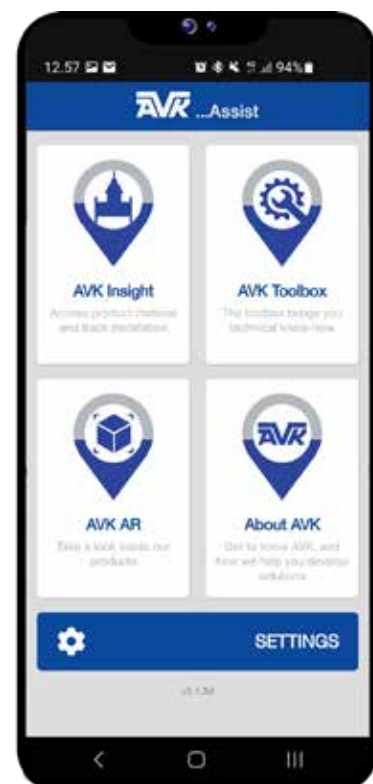 12.57
94%
AVK ...Assist
AVK Insight
Access product material
and track installation
AVK Toolbox
The toolbox brings you
technical know-how
AVK AR
Take a look inside our
products
About AVK
Get to know AVK, and
how we help you develop
solutions
SETTINGS